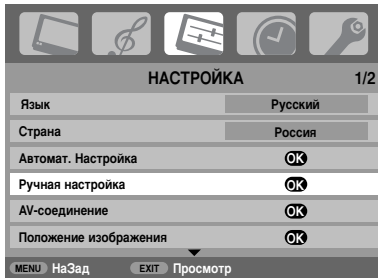 НАСТРОЙКА 1/2
Язык Русский
Страна Россия
Автомат. Настройка OK
Ручная настройка OK
AV-соединение OK
Положение изображения OK
MENU НаЗад EXIT Просмотр